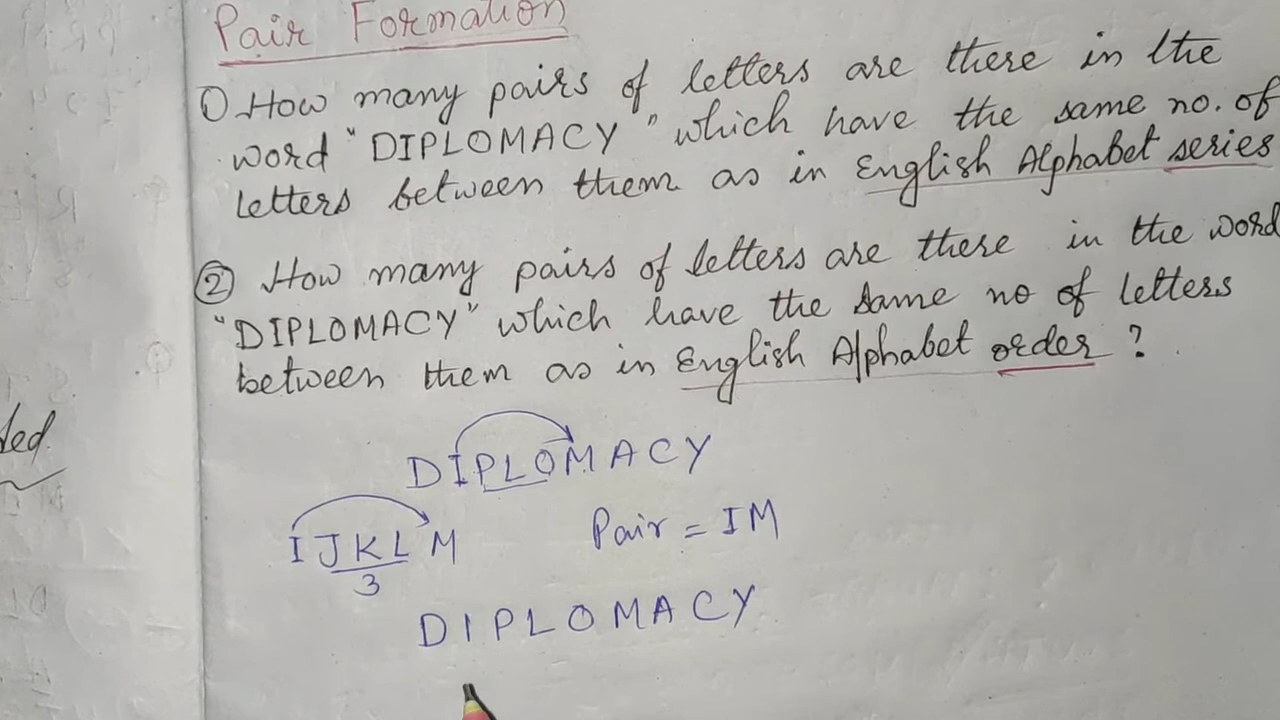 Pair Formation
1) How many pairs of letters are there in the
word "DIPLOMACY" which have the same no. of
letters between them as in English Alphabet series
2 How many pairs of letters are there in the word
"DIPLOMACY" which have the same no of letters
between them as in English Alphabet order ?
ted
DIPLOMACY
IJKLM Pair = IM
3
DIPLOMACY